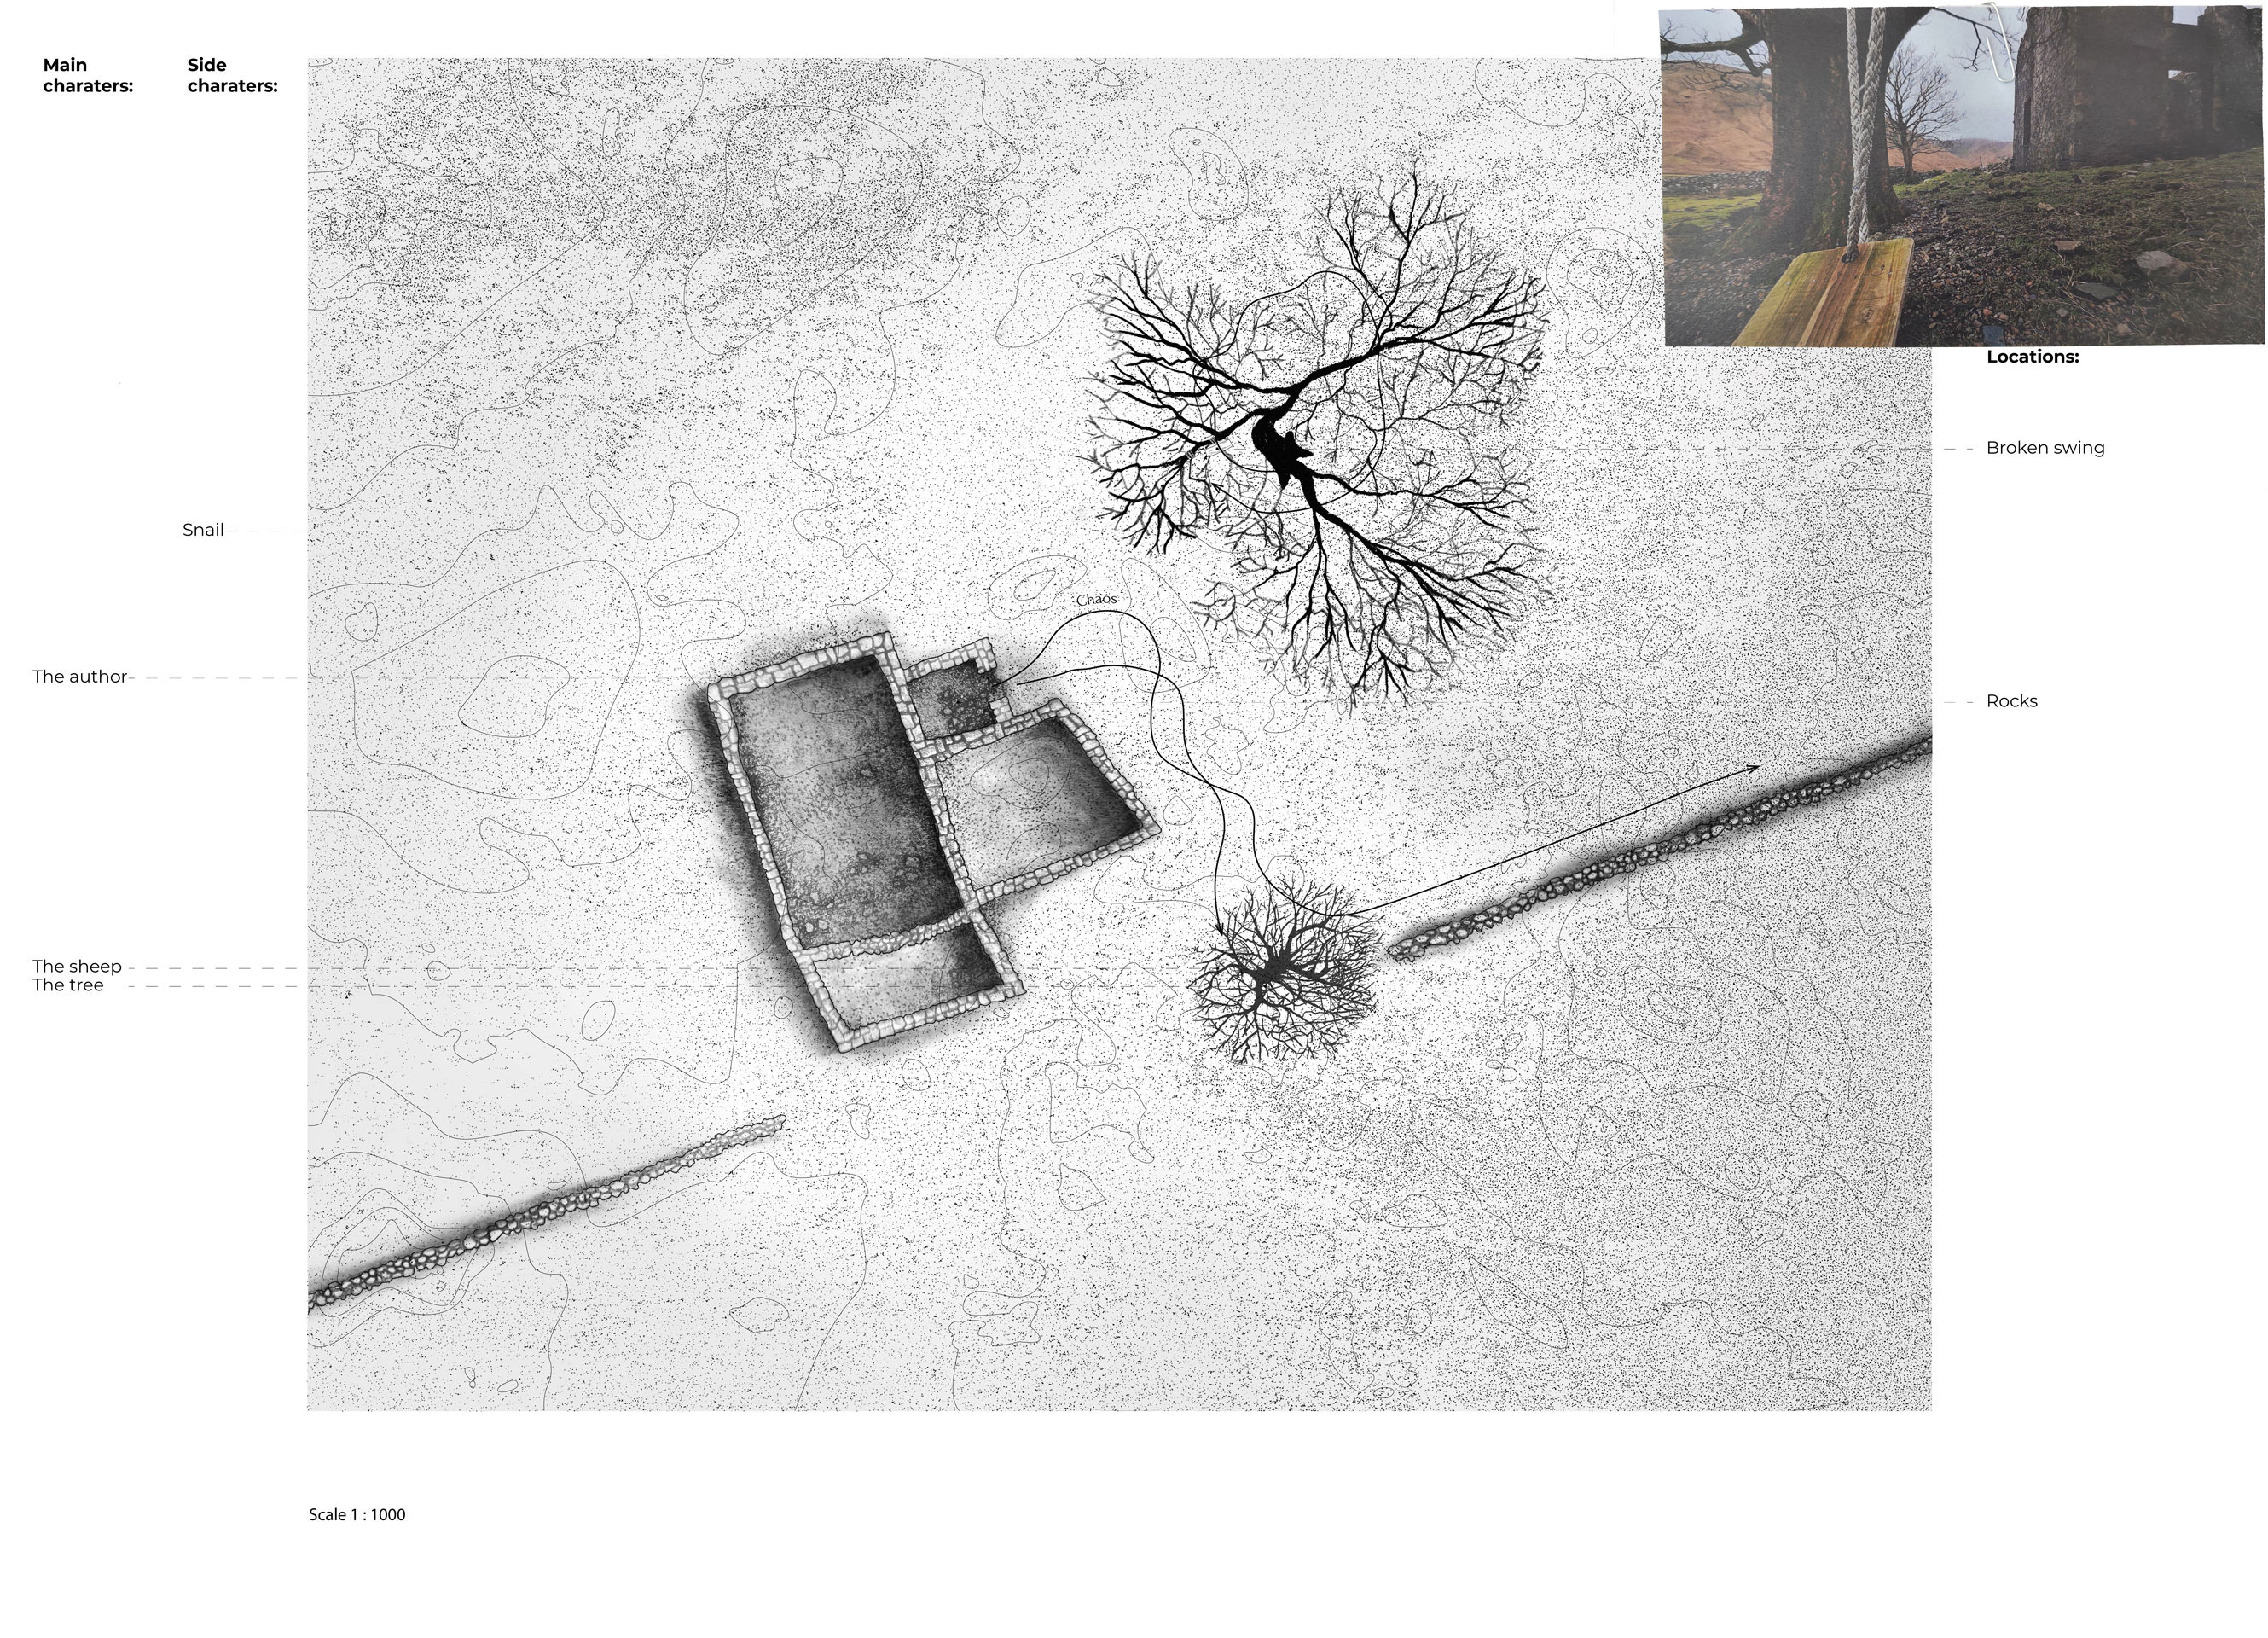 Main
charaters:
Side
charaters:
Locations:
Broken swing
Snail
Chaos
The author
Rocks
The sheep
The tree
Scale 1 : 1000